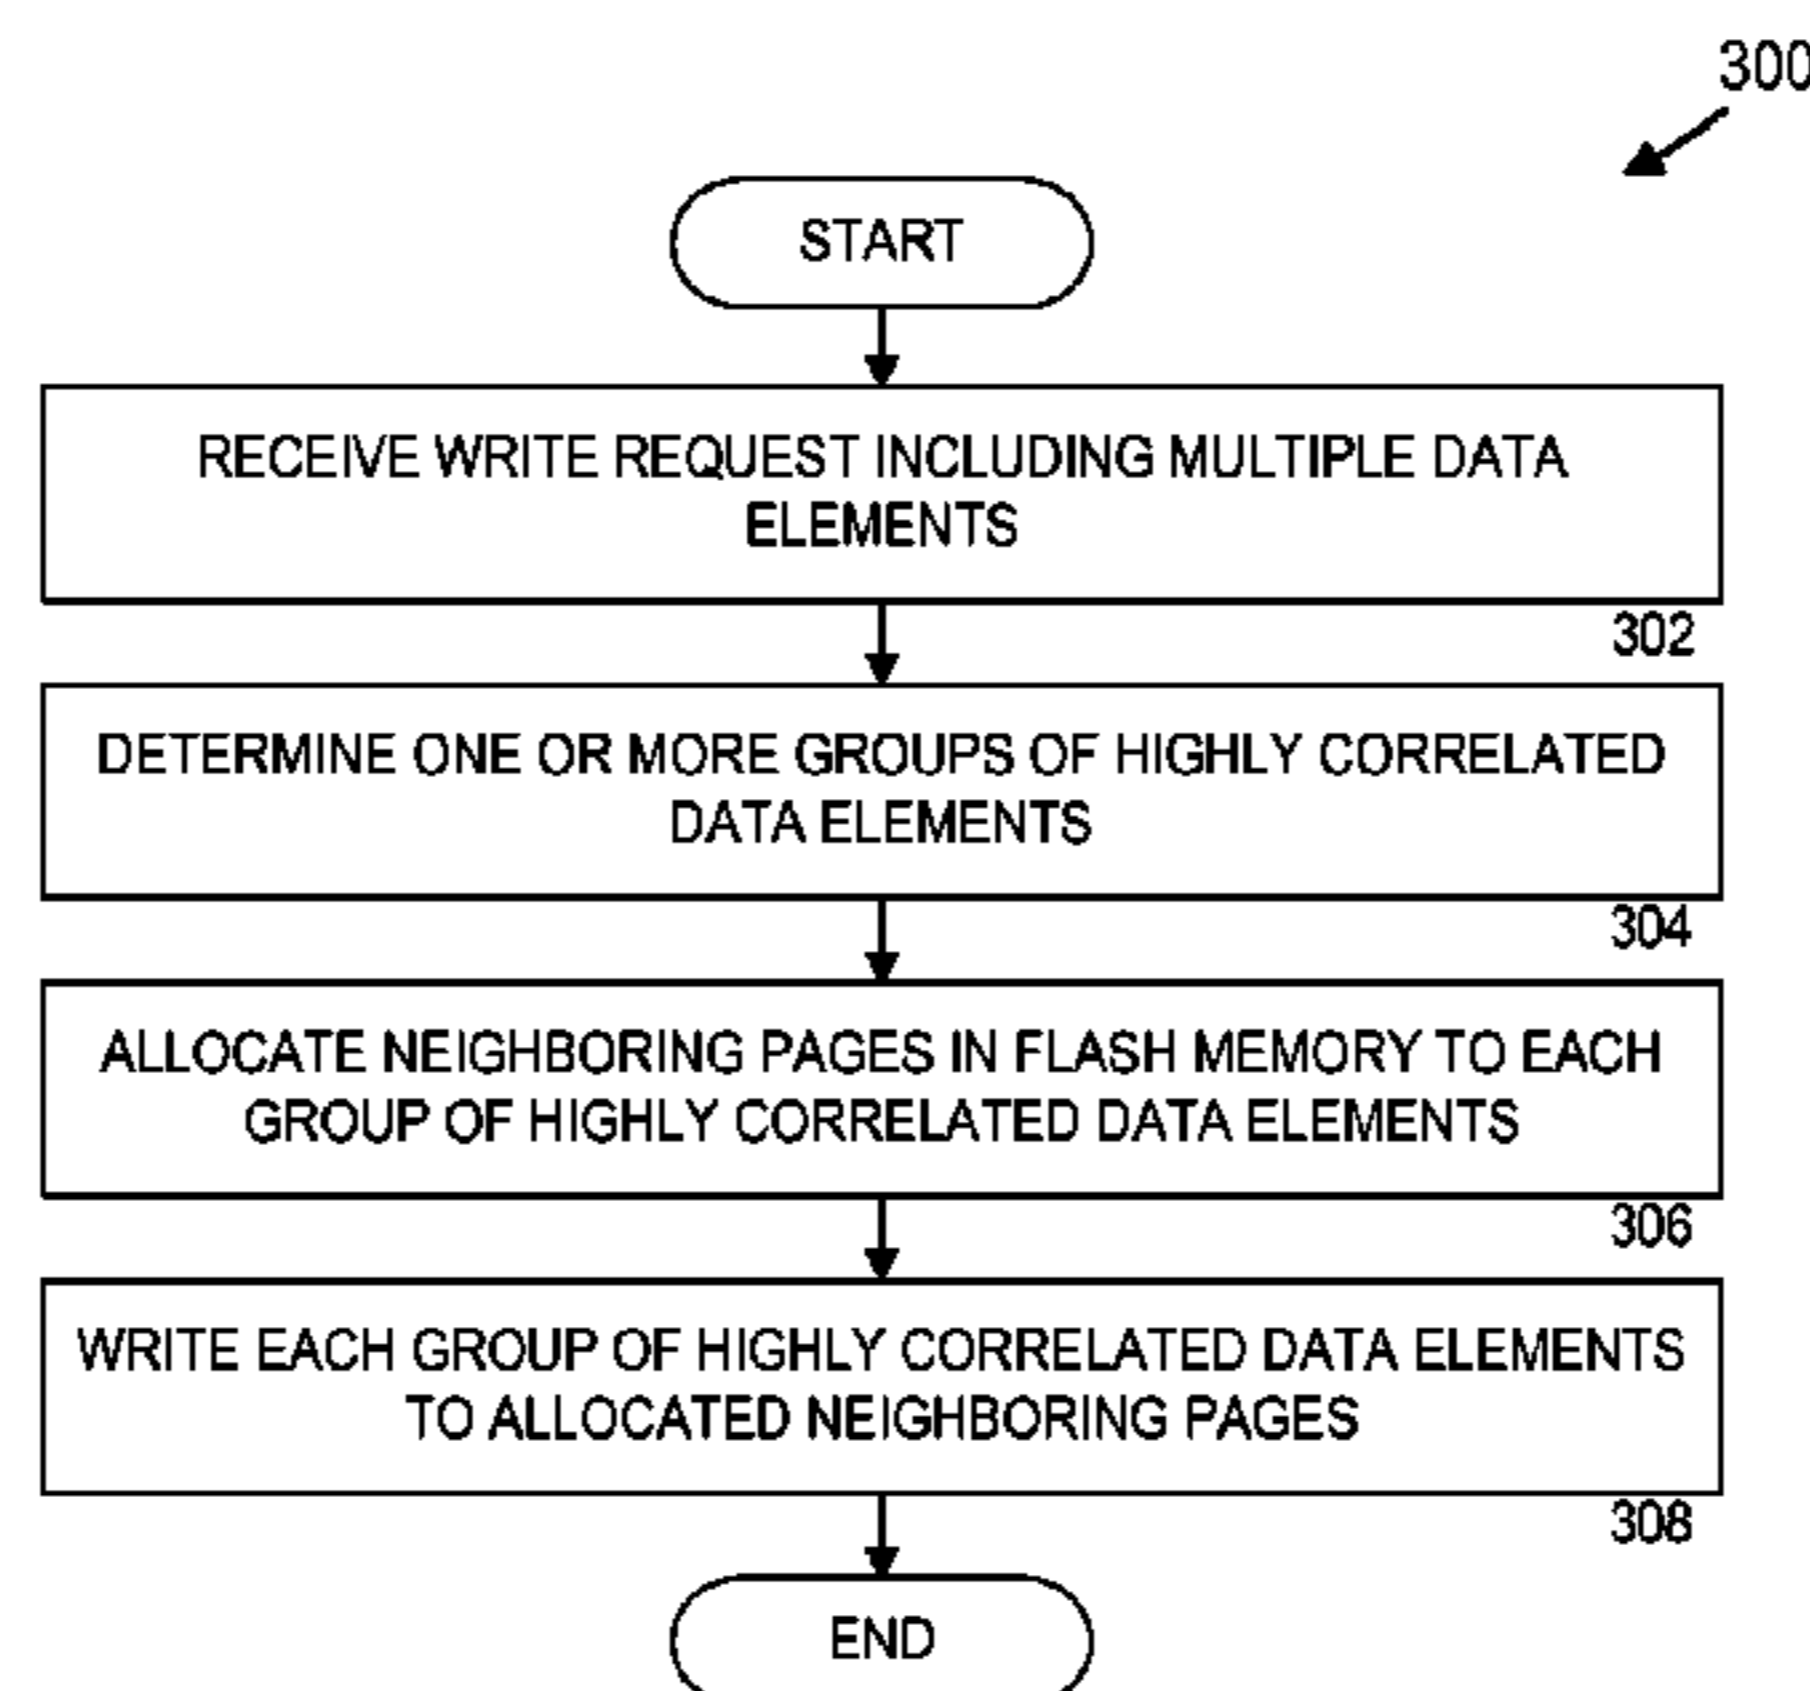 300
START
RECEIVE WRITE REQUEST INCLUDING MULTIPLE DATA
ELEMENTS
302
DETERMINE ONE OR MORE GROUPS OF HIGHLY CORRELATED
DATA ELEMENTS
304
ALLOCATE NEIGHBORING PAGES IN FLASH MEMORY TO EACH
GROUP OF HIGHLY CORRELATED DATA ELEMENTS
306
WRITE EACH GROUP OF HIGHLY CORRELATED DATA ELEMENTS
TO ALLOCATED NEIGHBORING PAGES
308
END